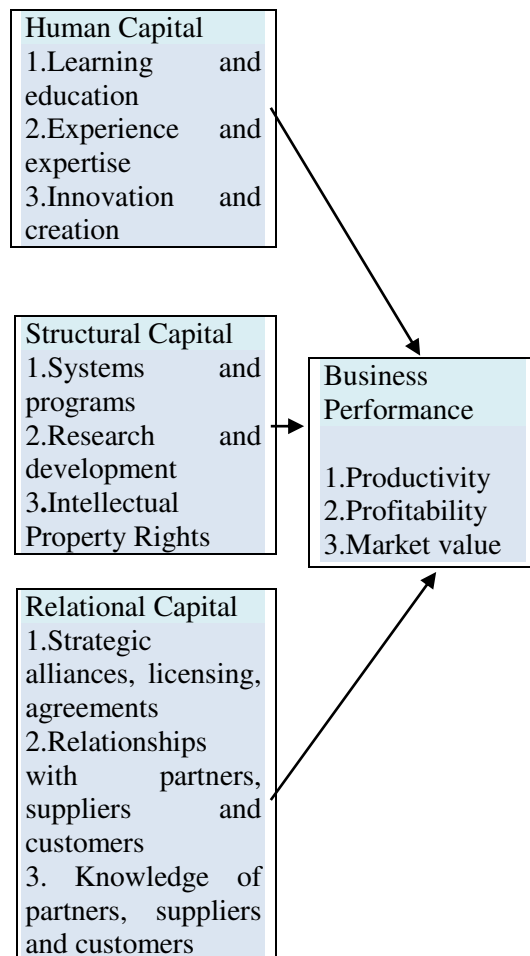 Human Capital
1.Learning and
education
2.Experience and
expertise
3.Innovation and
creation
Structural Capital
1.Systems and
programs
2.Research and
development
3.Intellectual
Property Rights
Relational Capital
1.Strategic
alliances, licensing,
agreements
2.Relationships
with partners,
suppliers and
customers
3. Knowledge of
partners, suppliers
and customers
Business
Performance
1.Productivity
2.Profitability
3.Market value